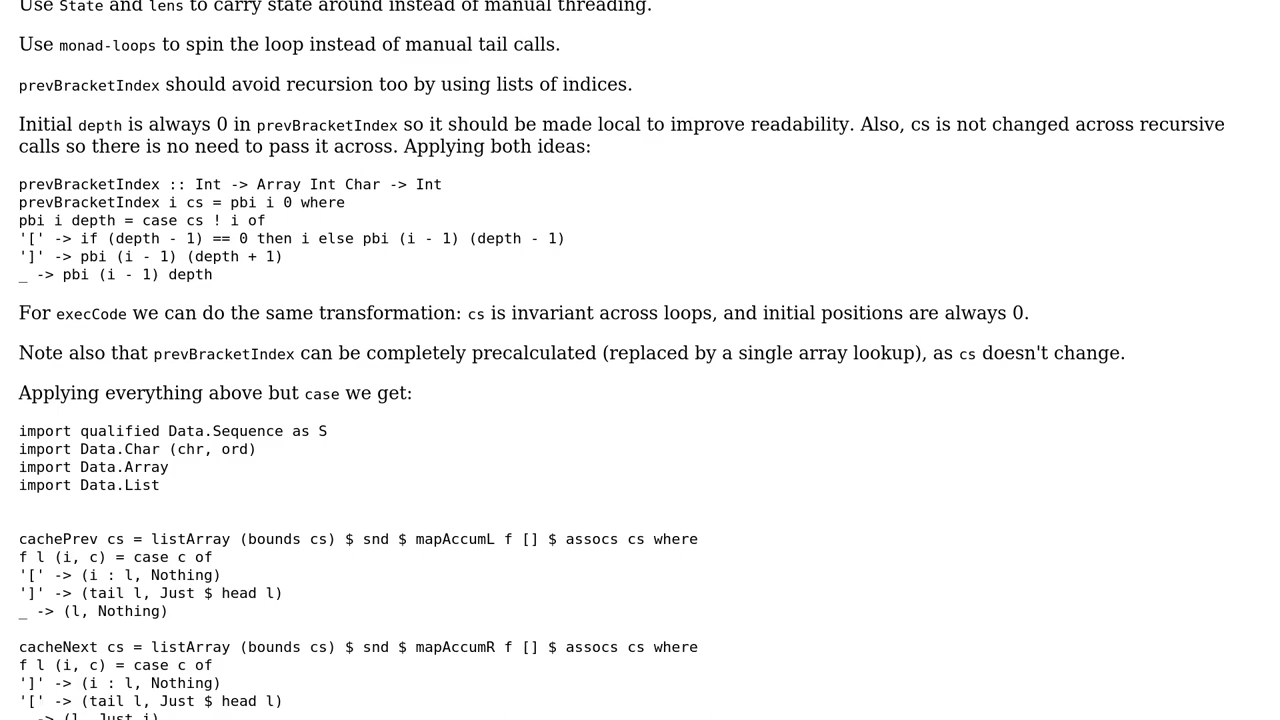 Use State and lens to carry state around instead of manual threading.
Use monad-loops to spin the loop instead of manual tail calls.
prevBracketIndex should avoid recursion too by using lists of indices.
Initial depth is always 0 in prevBracketIndex so it should be made local to improve readability. Also, cs is not changed across recursive
calls so there is no need to pass it across. Applying both ideas:
prevBracketIndex :: Int -> Array Int Char -> Int
prevBracketIndex i cs = pbi i 0 where
pbi i depth = case cs ! i of
'[' -> if (depth - 1) == 0 then i else pbi (i - 1) (depth - 1)
']' -> pbi (i - 1) (depth + 1)
_ -> pbi (i - 1) depth
For execCode we can do the same transformation: cs is invariant across loops, and initial positions are always 0.
Note also that prevBracketIndex can be completely precalculated (replaced by a single array lookup), as cs doesn't change.
Applying everything above but case we get:
import qualified Data.Sequence as S
import Data.Char (chr, ord)
import Data.Array
import Data.List
cachePrev cs = listArray (bounds cs) $ snd $ mapAccumL f [] $ assocs cs where
f l (i, c) = case c of
'[' -> (i : l, Nothing)
']' -> (tail l, Just $ head l)
_ -> (l, Nothing)
cacheNext cs = listArray (bounds cs) $ snd $ mapAccumR f [] $ assocs cs where
f l (i, c) = case c of
']' -> (i : l, Nothing)
'[' -> (tail l, Just $ head l)
-> (l, Just i)